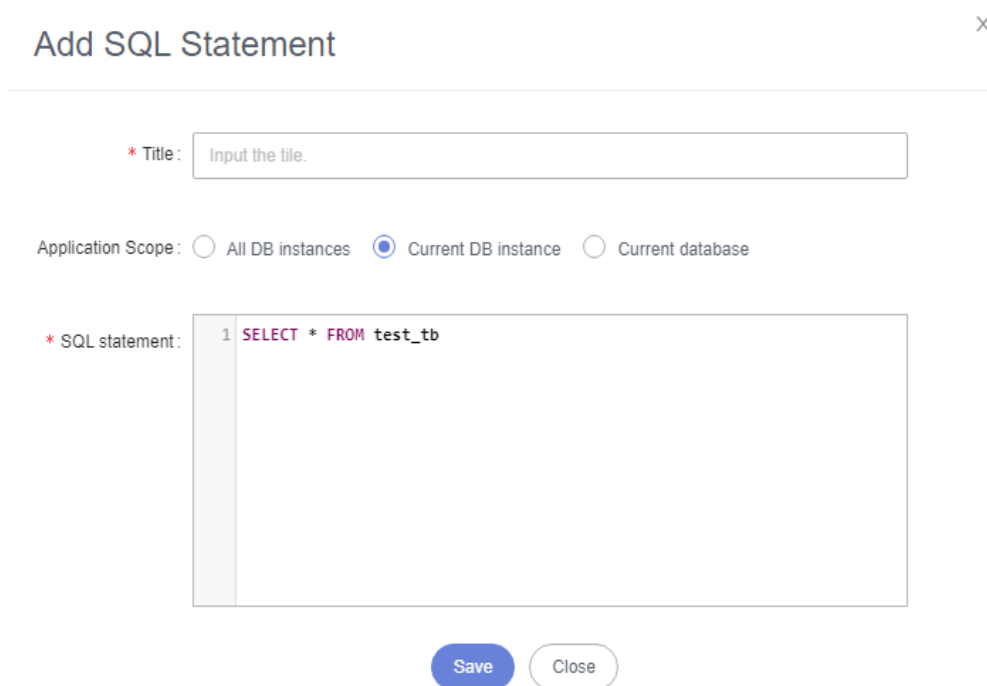 Add SQL Statement
X
* Title :
Input the tile.
Application Scope : All DB instances Current DB instance Current database
* SQL statement :
1 SELECT * FROM test_tb
Save Close